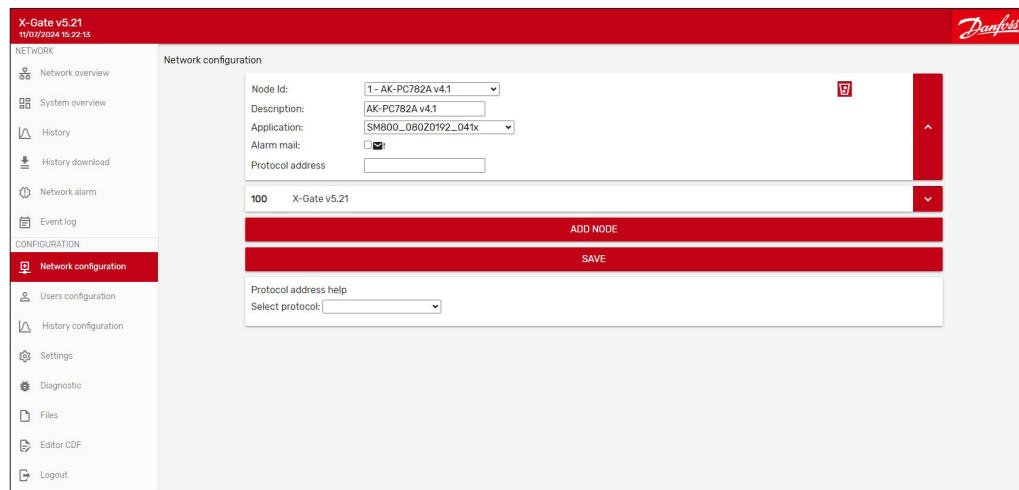 X-Gate v5.21
11/07/2024 15:22:13
Danfoss
NETWORK
Network overview
System overview
History
History download
Network alarm
Event log
CONFIGURATION
Network configuration
Users configuration
History configuration
Settings
Diagnostic
Files
Editor CDF
Logout
Network configuration
Node Id: 1 - AK-PC782A v4.1
Description: AK-PC782A v4.1
Application: SM800_080Z0192_041x
Alarm mail:
Protocol address
100 X-Gate v5.21
ADD NODE
SAVE
Protocol address help
Select protocol: